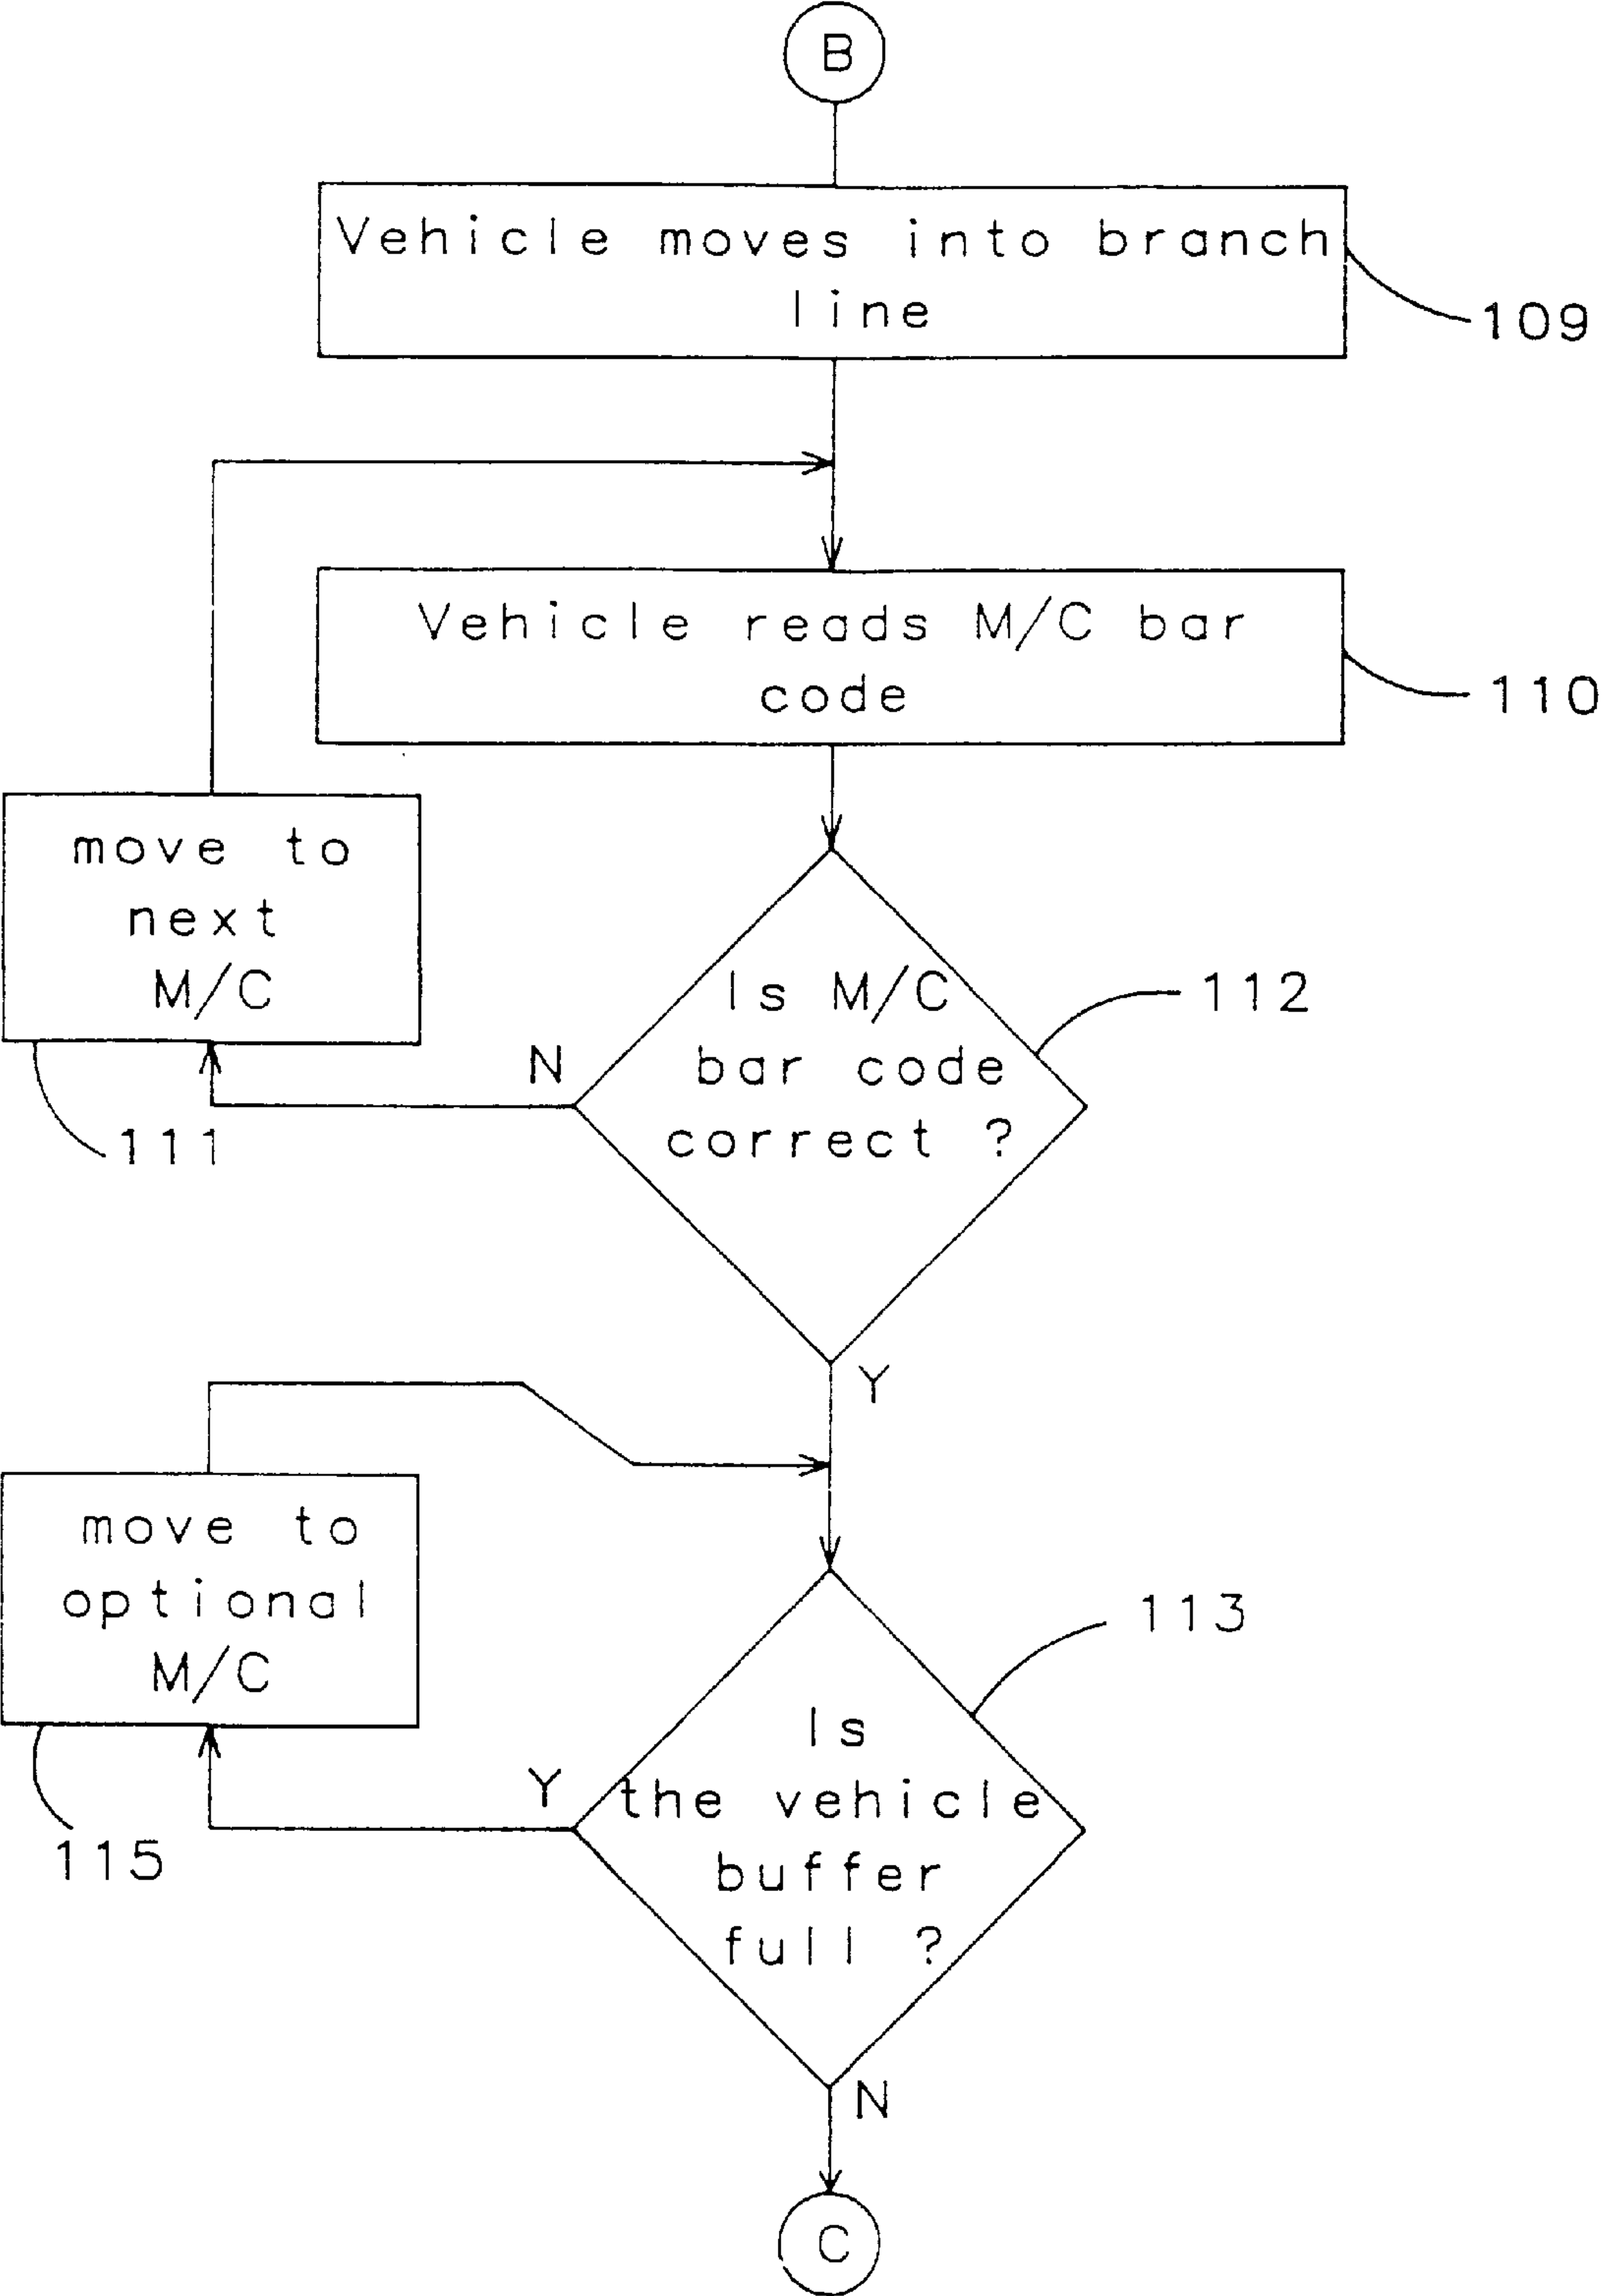 B
Vehicle moves into branch
line
109
Vehicle reads M/C bar
code
110
move to
next
M/C
111
Is M/C
bar code
correct ?
112
N
Y
move to
optional
M/C
115
Is
the vehicle
buffer
full ?
113
Y
N
C